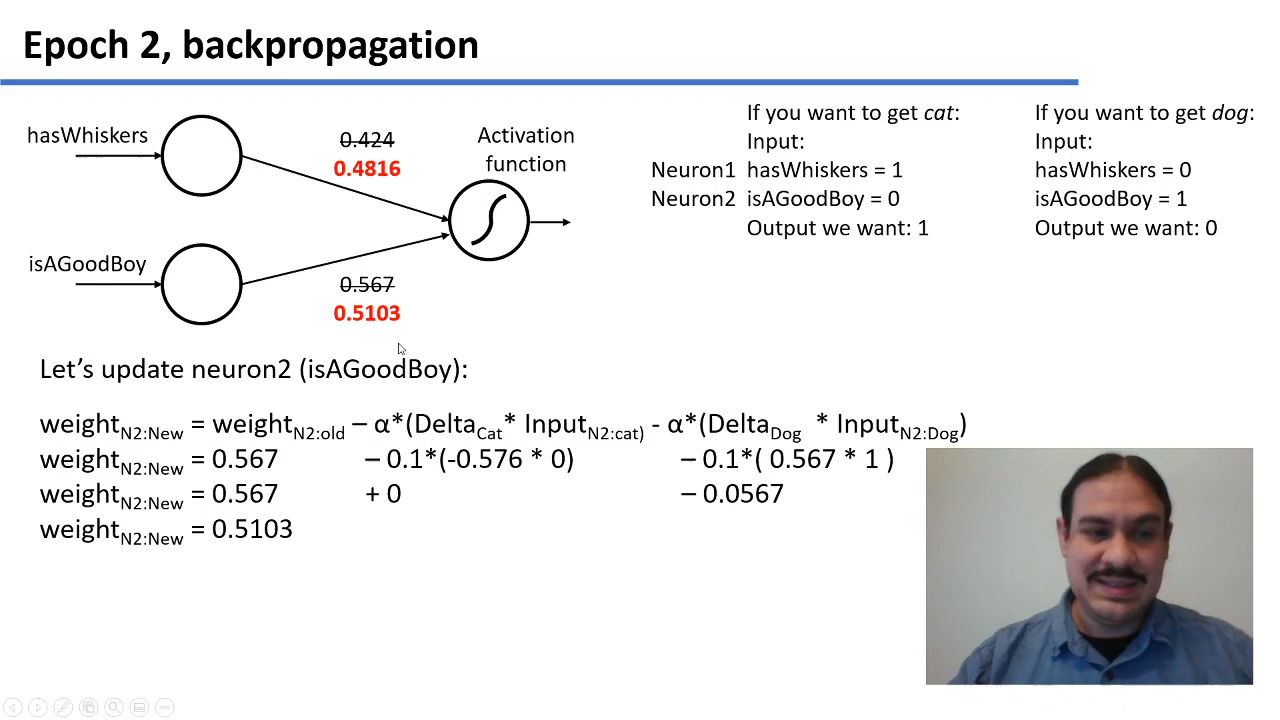 Epoch 2, backpropagation
hasWhiskers
0.424
0.4816
Activation
function
isAGoodBoy
0.567
0.5103
If you want to get cat:
Input:
Neuron1 hasWhiskers = 1
Neuron2 isAGoodBoy = 0
Output we want: 1
If you want to get dog:
Input:
hasWhiskers = 0
isAGoodBoy = 1
Output we want: 0
Let's update neuron2 (isAGoodBoy):
weightN2:New = weightN2:old – α*(DeltaCat* InputN2:cat) - α*(DeltaDog * InputN2:Dog)
weightN2:New = 0.567 – 0.1*(-0.576 * 0) – 0.1*( 0.567 * 1 )
weightN2:New = 0.567 + 0 – 0.0567
weightN2:New = 0.5103